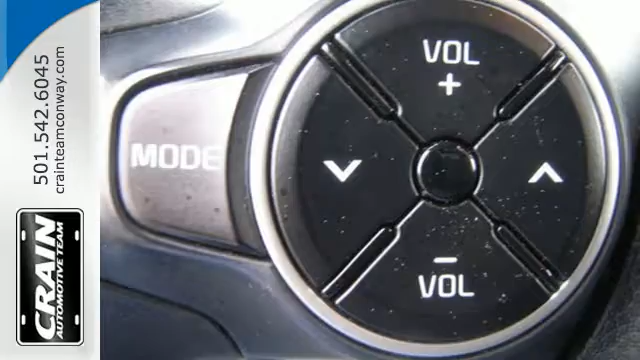 501.542.6045
crainteamconway.com
CRAIN
AUTOMOTIVE TEAM
MODE
VOL
+
-
VOL